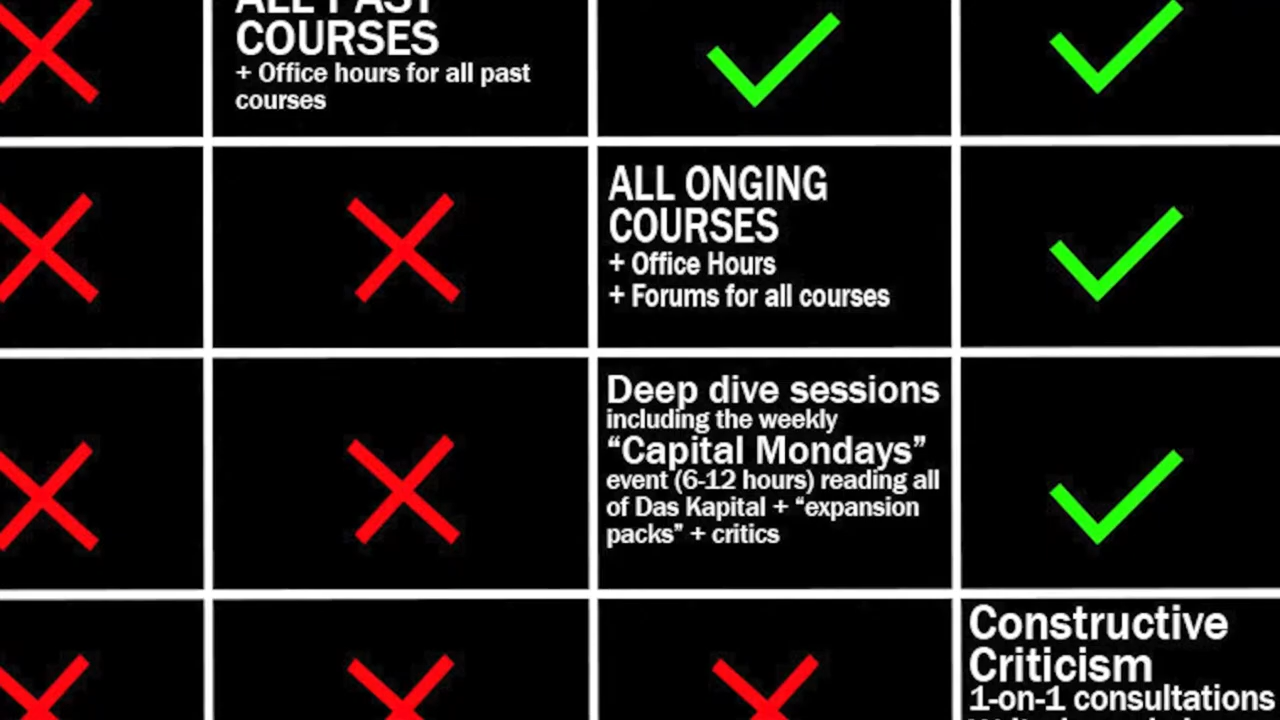 ALL PAST
COURSES
+ Office hours for all past
courses
ALL ONGING
COURSES
+ Office Hours
+ Forums for all courses
Deep dive sessions
including the weekly
“Capital Mondays”
event (6-12 hours) reading all
of Das Kapital + “expansion
packs” + critics
Constructive
Criticism
1-on-1 consultations